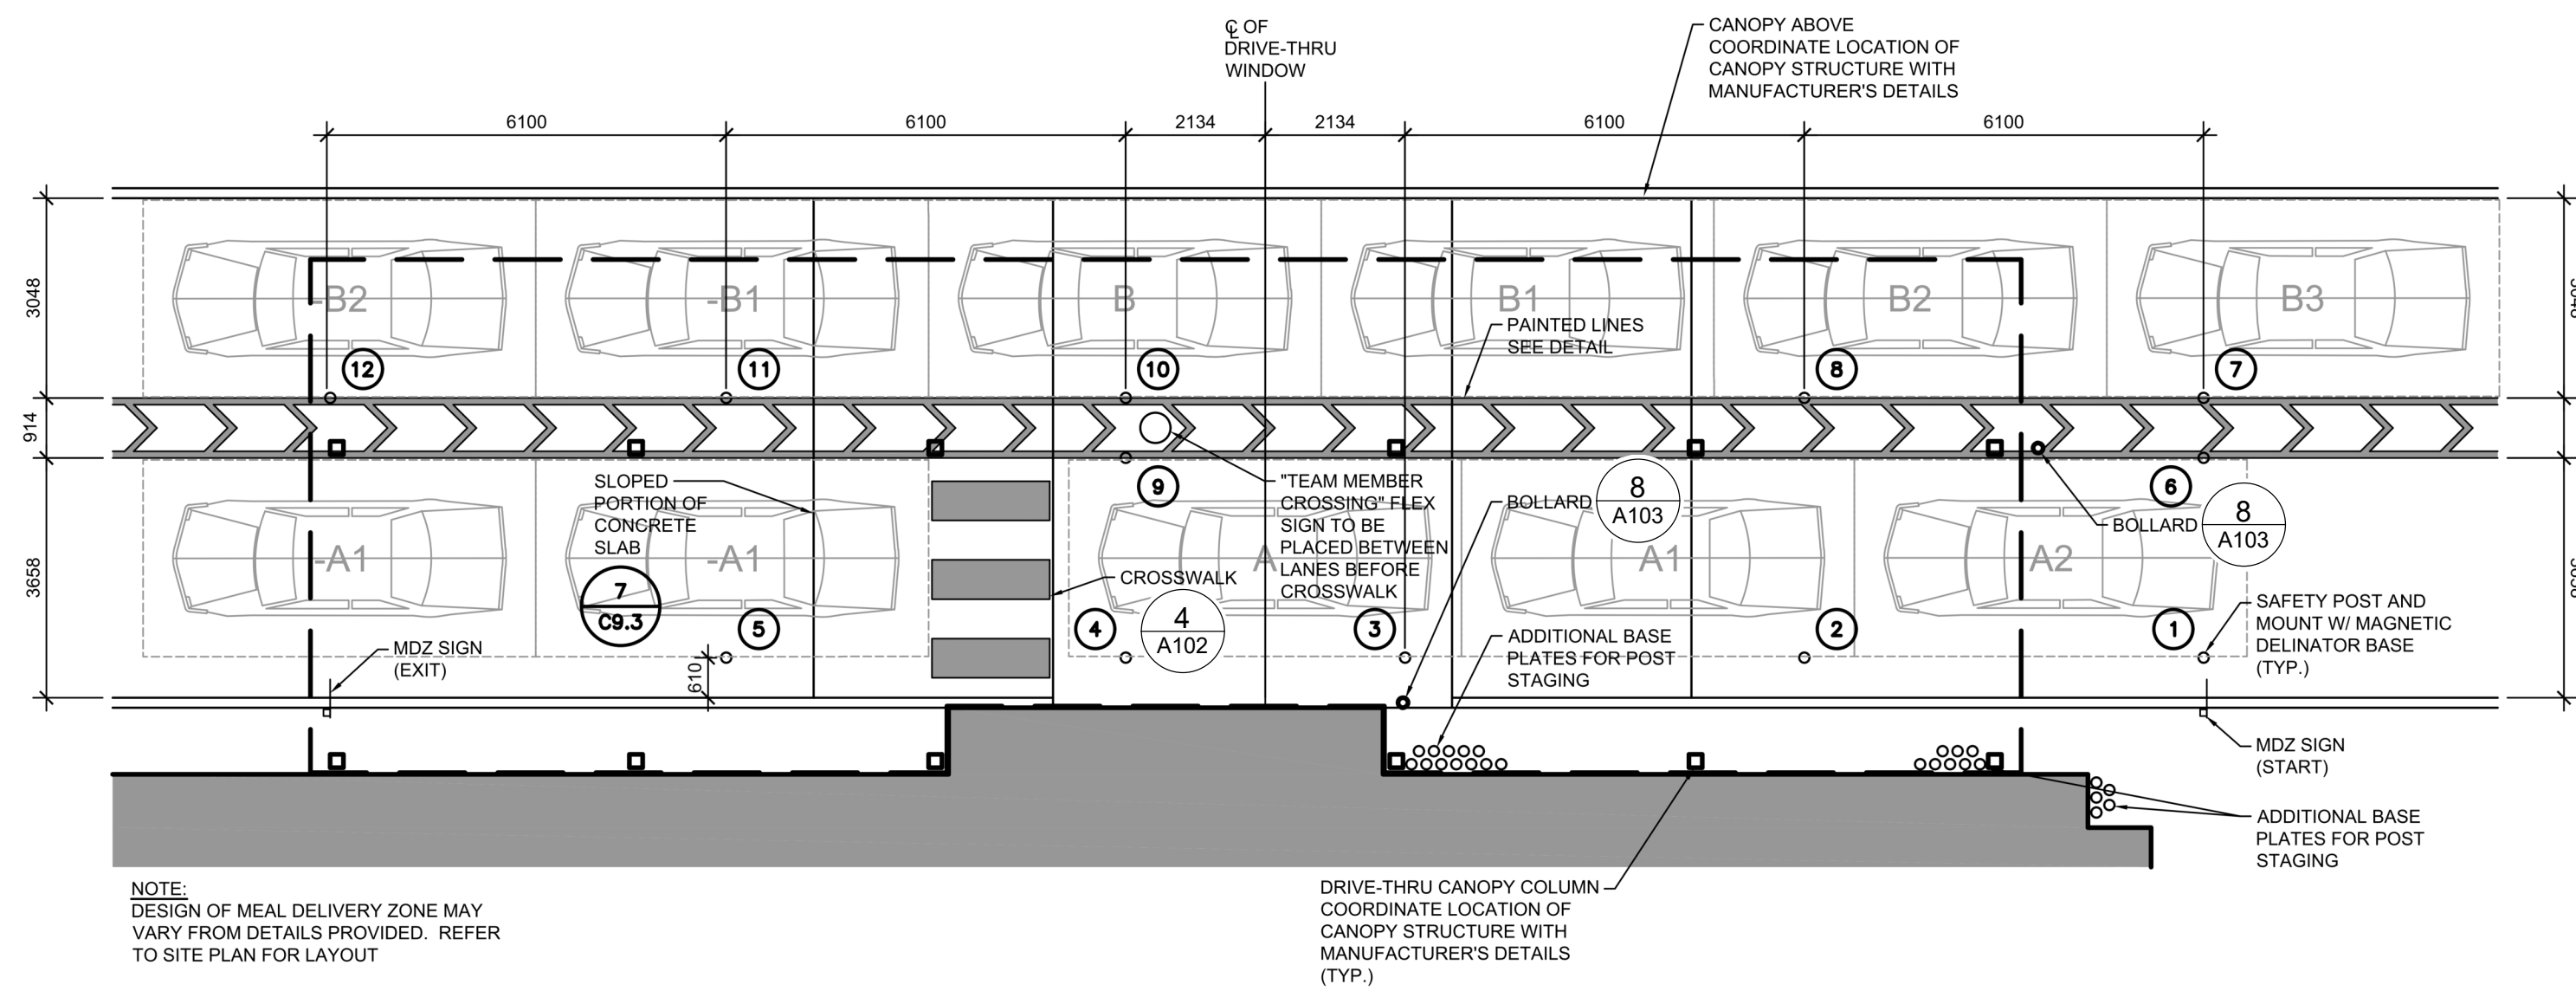 ℄ OF
DRIVE-THRU
WINDOW
CANOPY ABOVE
COORDINATE LOCATION OF
CANOPY STRUCTURE WITH
MANUFACTURER'S DETAILS
6100
6100
2134
2134
6100
6100
3048
914
3658
-B2
-B1
B
B1
B2
B3
PAINTED LINES
SEE DETAIL
12
11
10
8
7
SLOPED
PORTION OF
CONCRETE
SLAB
9
"TEAM MEMBER
CROSSING" FLEX
SIGN TO BE
PLACED BETWEEN
LANES BEFORE
CROSSWALK
BOLLARD
8
A103
6
BOLLARD
8
A103
-A1
-A1
A
A1
A2
CROSSWALK
7
C9.3
5
4
4
A102
3
2
1
SAFETY POST AND
MOUNT W/ MAGNETIC
DELINATOR BASE
(TYP.)
MDZ SIGN
(EXIT)
610
ADDITIONAL BASE
PLATES FOR POST
STAGING
MDZ SIGN
(START)
ADDITIONAL BASE
PLATES FOR POST
STAGING
NOTE:
DESIGN OF MEAL DELIVERY ZONE MAY
VARY FROM DETAILS PROVIDED. REFER
TO SITE PLAN FOR LAYOUT
DRIVE-THRU CANOPY COLUMN
COORDINATE LOCATION OF
CANOPY STRUCTURE WITH
MANUFACTURER'S DETAILS
(TYP.)